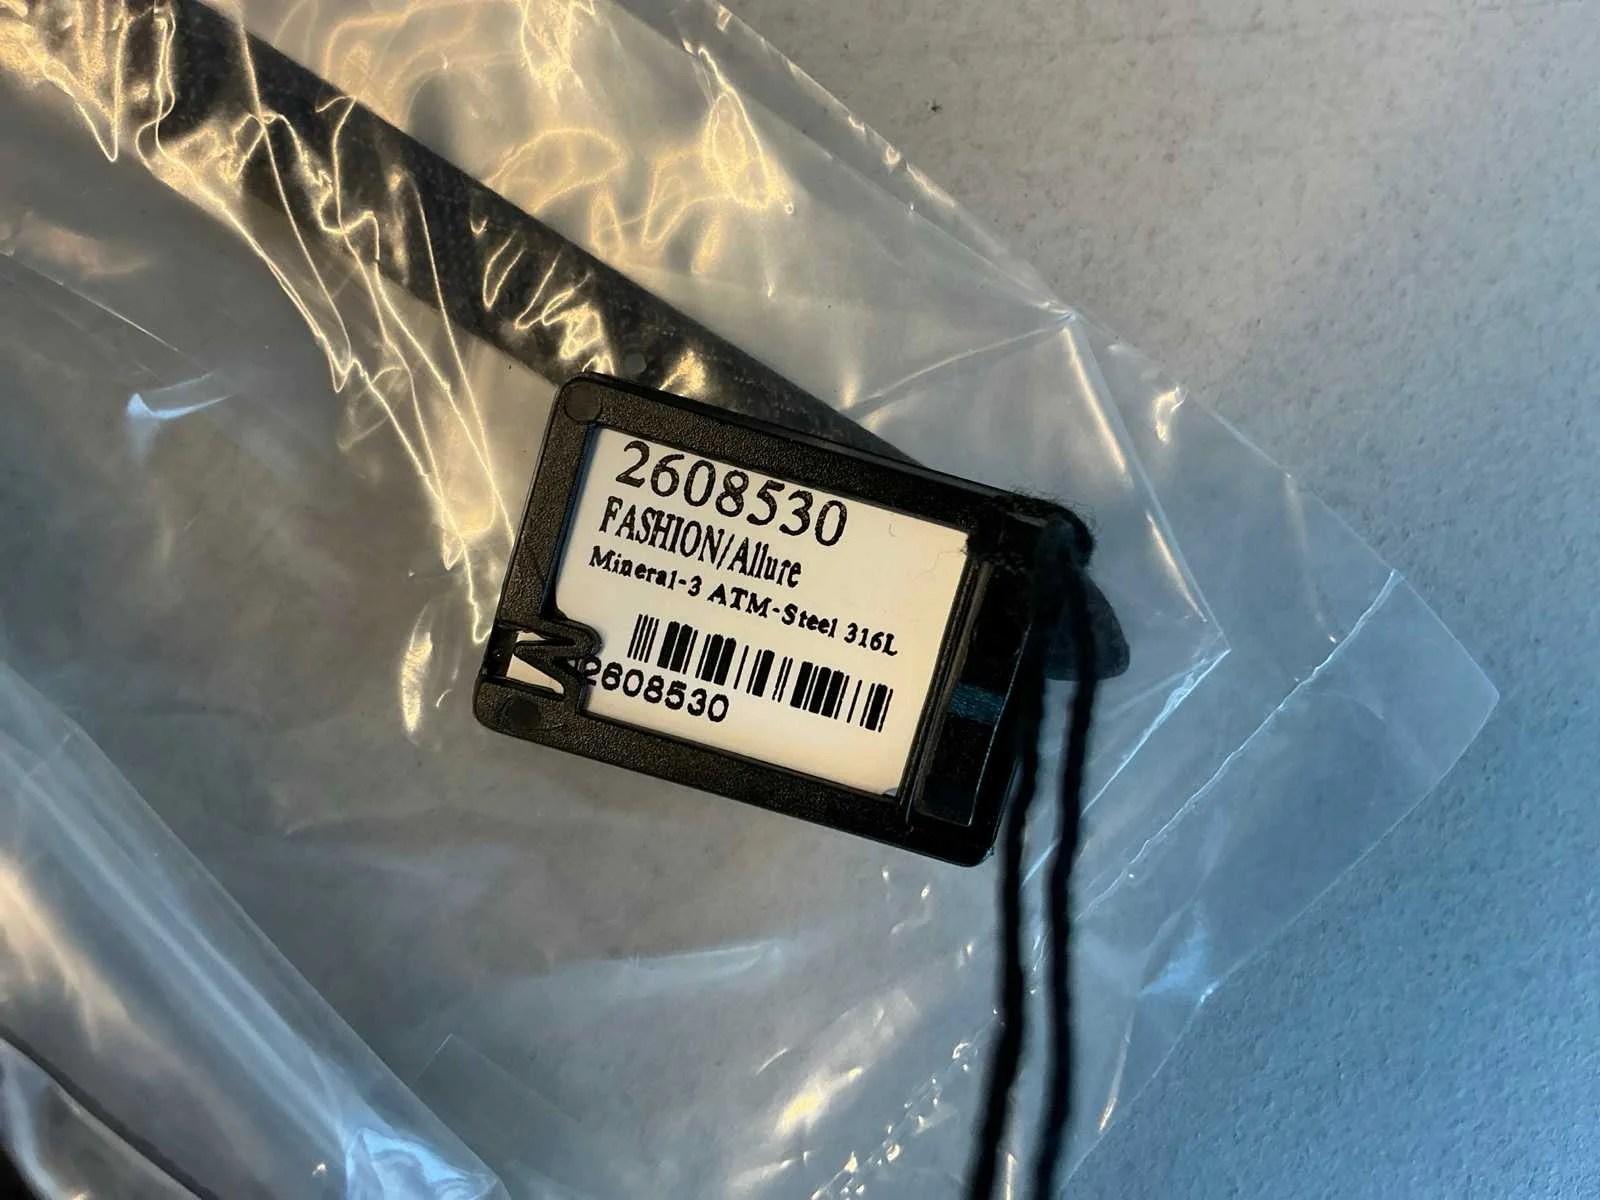 2608530
FASHION/Allure
Mineral-3 ATM-Steel 316L
2608530